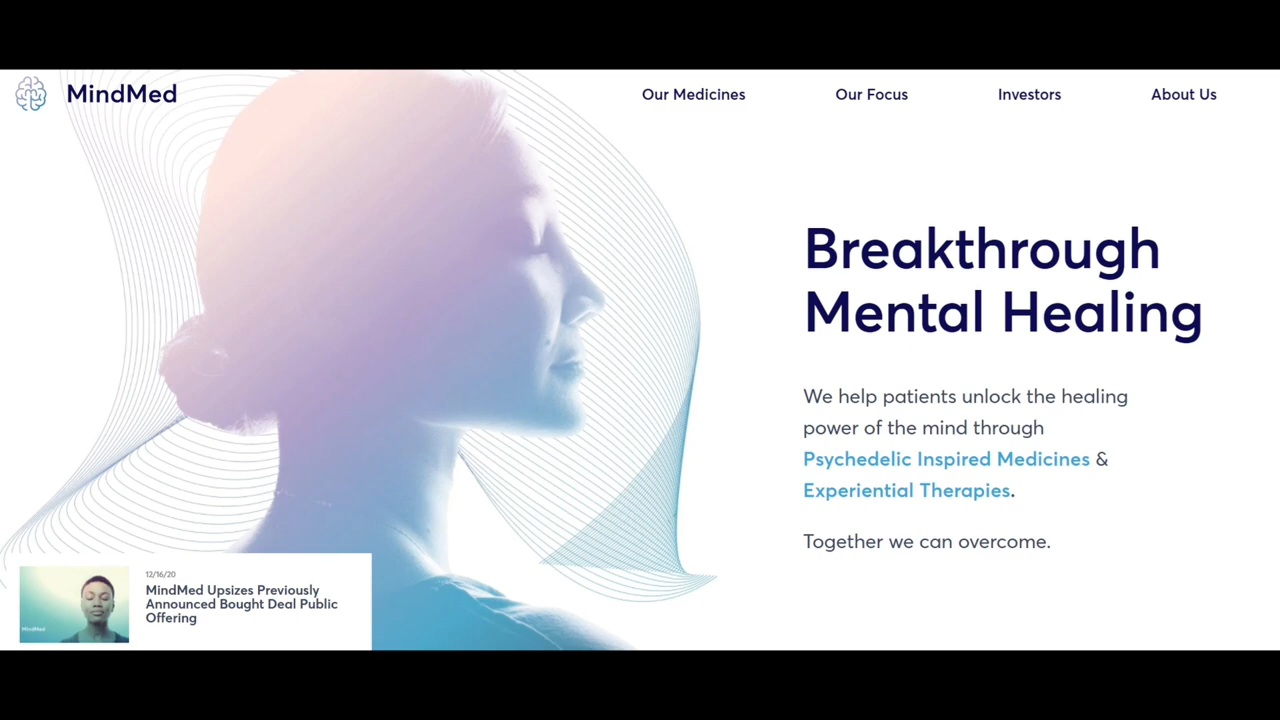 MindMed
Our Medicines
Our Focus
Investors
About Us
Breakthrough
Mental Healing
We help patients unlock the healing
power of the mind through
Psychedelic Inspired Medicines &
Experiential Therapies.
Together we can overcome.
12/16/20
MindMed Upsizes Previously
Announced Bought Deal Public
Offering
MindMed